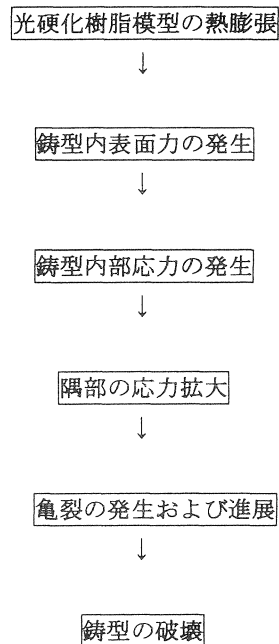 光硬化樹脂模型の熱膨張
↓
鋳型内表面力の発生
↓
鋳型内部応力の発生
↓
隅部の応力拡大
↓
亀裂の発生および進展
↓
鋳型の破壊